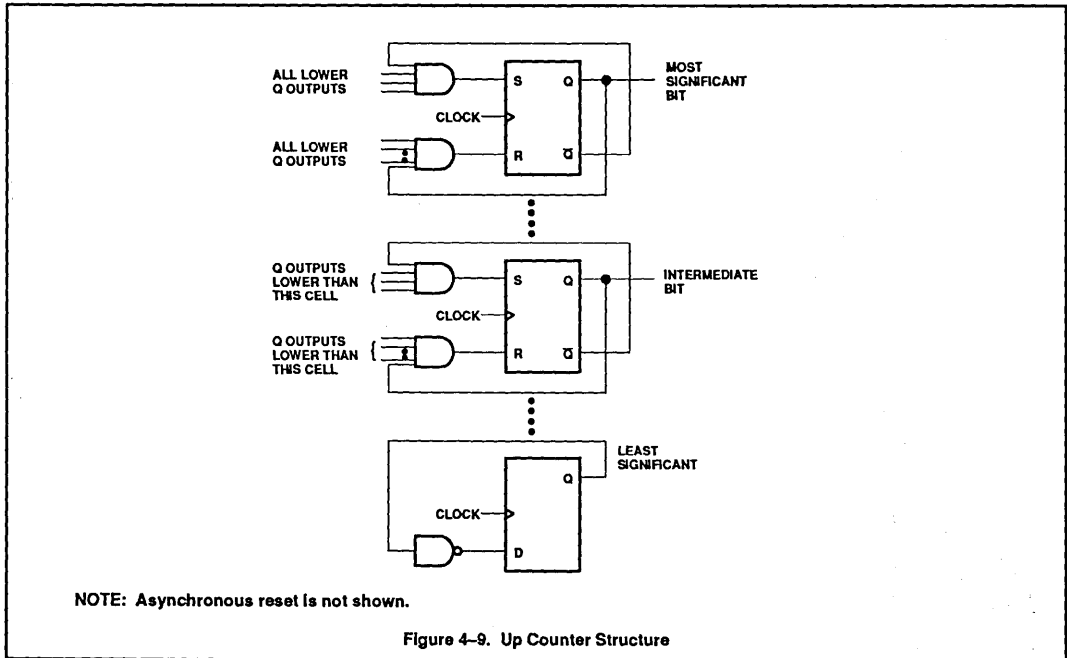 ALL LOWER
Q OUTPUTS
S
Q
MOST
SIGNIFICANT
BIT
CLOCK
ALL LOWER
Q OUTPUTS
R
Q̅
Q OUTPUTS
LOWER THAN
THIS CELL
S
Q
INTERMEDIATE
BIT
CLOCK
Q OUTPUTS
LOWER THAN
THIS CELL
R
Q̅
LEAST
SIGNIFICANT
Q
CLOCK
D
NOTE: Asynchronous reset is not shown.
Figure 4–9. Up Counter Structure